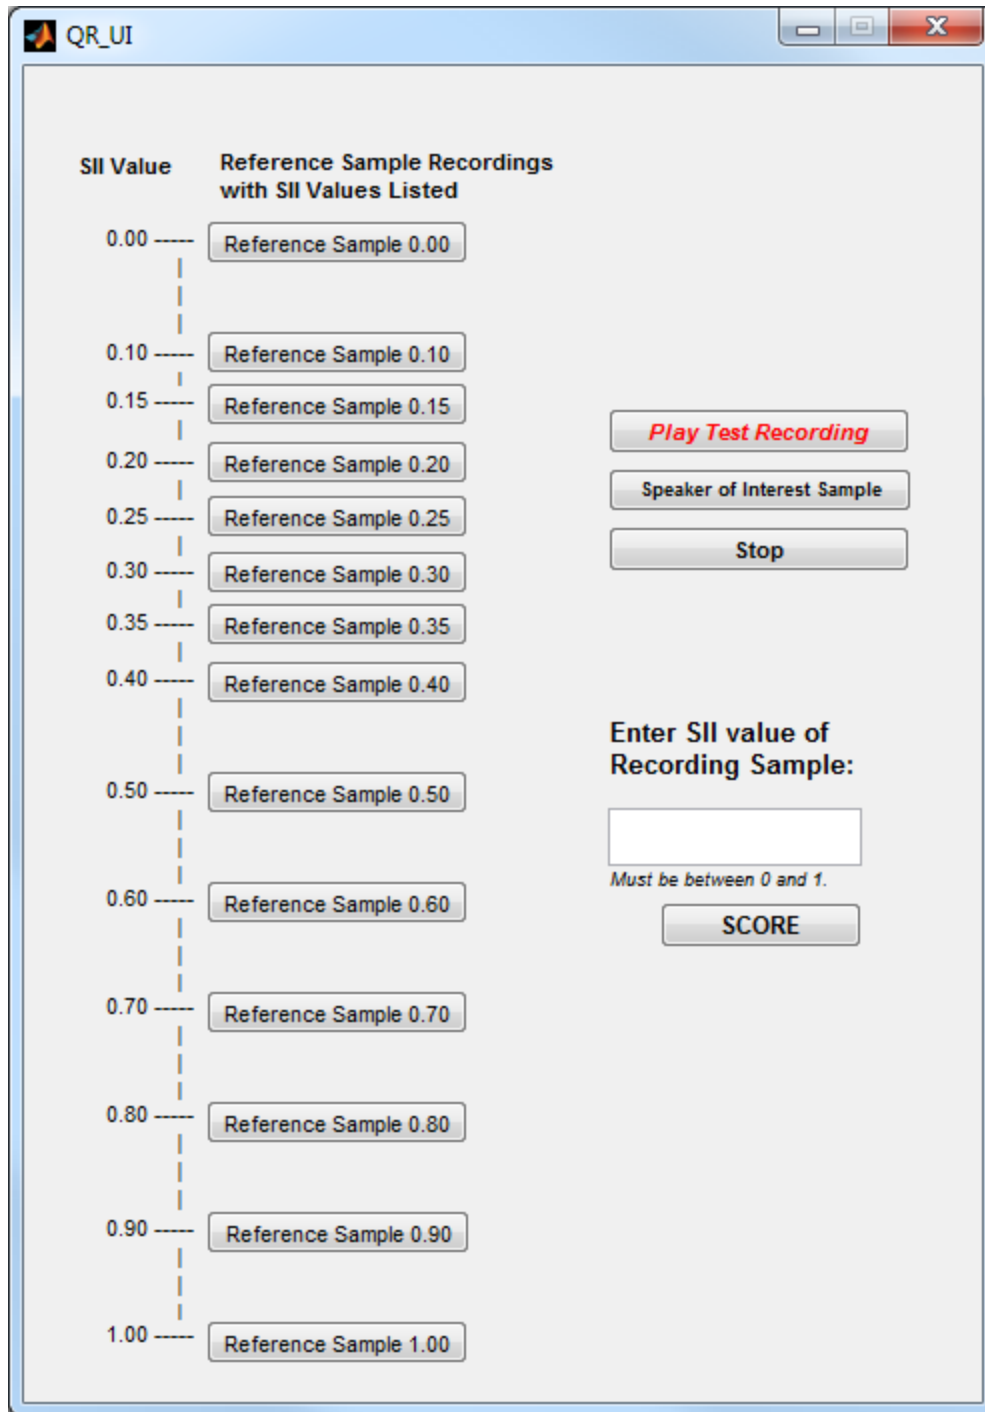 QR_UI
SII Value
Reference Sample Recordings
with SII Values Listed
0.00 ----- Reference Sample 0.00
0.10 ----- Reference Sample 0.10
0.15 ----- Reference Sample 0.15
0.20 ----- Reference Sample 0.20
0.25 ----- Reference Sample 0.25
0.30 ----- Reference Sample 0.30
0.35 ----- Reference Sample 0.35
0.40 ----- Reference Sample 0.40
0.50 ----- Reference Sample 0.50
0.60 ----- Reference Sample 0.60
0.70 ----- Reference Sample 0.70
0.80 ----- Reference Sample 0.80
0.90 ----- Reference Sample 0.90
1.00 ----- Reference Sample 1.00
Play Test Recording
Speaker of Interest Sample
Stop
Enter SII value of
Recording Sample:
Must be between 0 and 1.
SCORE